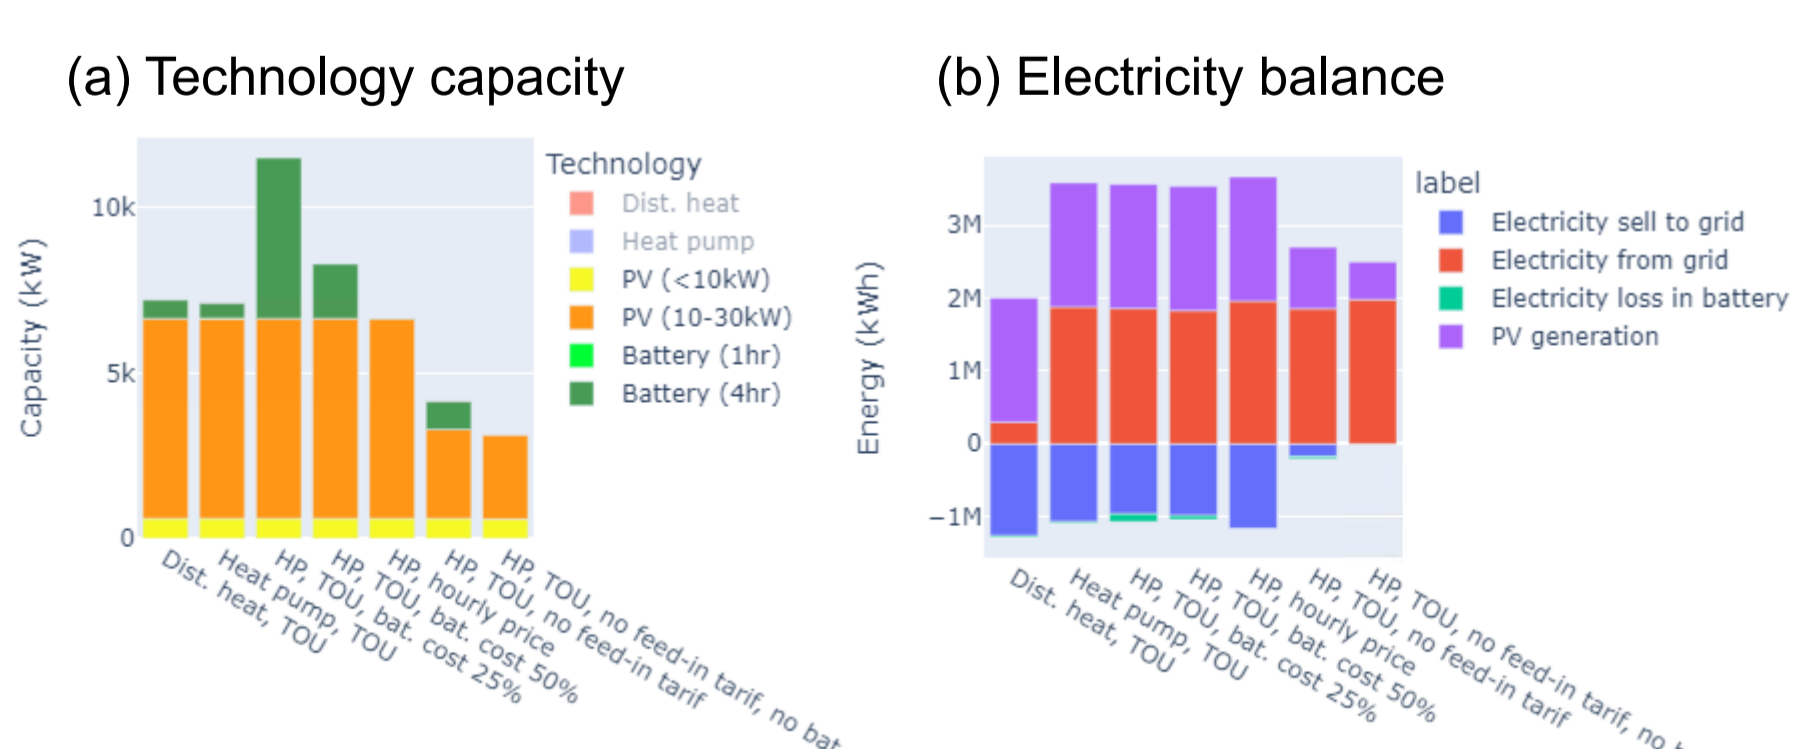 (a) Technology capacity
Capacity (kW)
10k
5k
0
Dist. heat, TOU
Heat pump, TOU
HP, TOU, bat. cost 25%
HP, TOU, bat. cost 50%
HP, hourly price
HP, TOU, no feed-in tarif
HP, TOU, no feed-in tarif, no bat
Technology
Dist. heat
Heat pump
PV (<10kW)
PV (10-30kW)
Battery (1hr)
Battery (4hr)
(b) Electricity balance
Energy (kWh)
3M
2M
1M
0
−1M
Dist. heat, TOU
Heat pump, TOU
HP, TOU, bat. cost 25%
HP, TOU, bat. cost 50%
HP, hourly price
HP, TOU, no feed-in tarif
HP, TOU, no feed-in tarif, no
label
Electricity sell to grid
Electricity from grid
Electricity loss in battery
PV generation